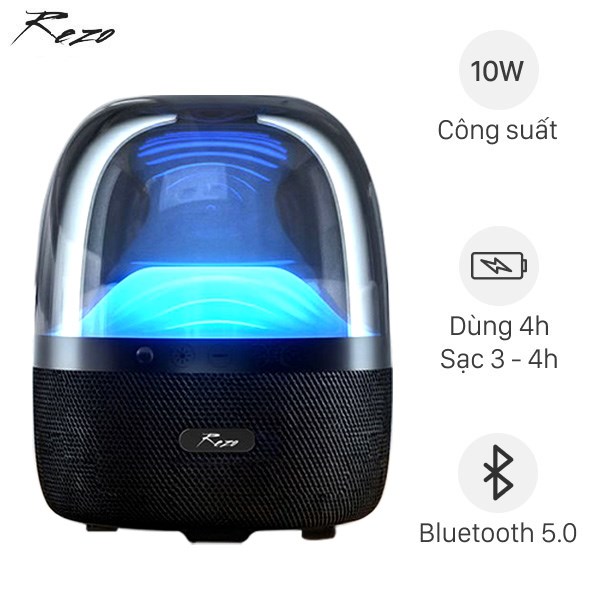 Rezo
10W
Công suất
Dùng 4h
Sạc 3 - 4h
Rezo
Bluetooth 5.0